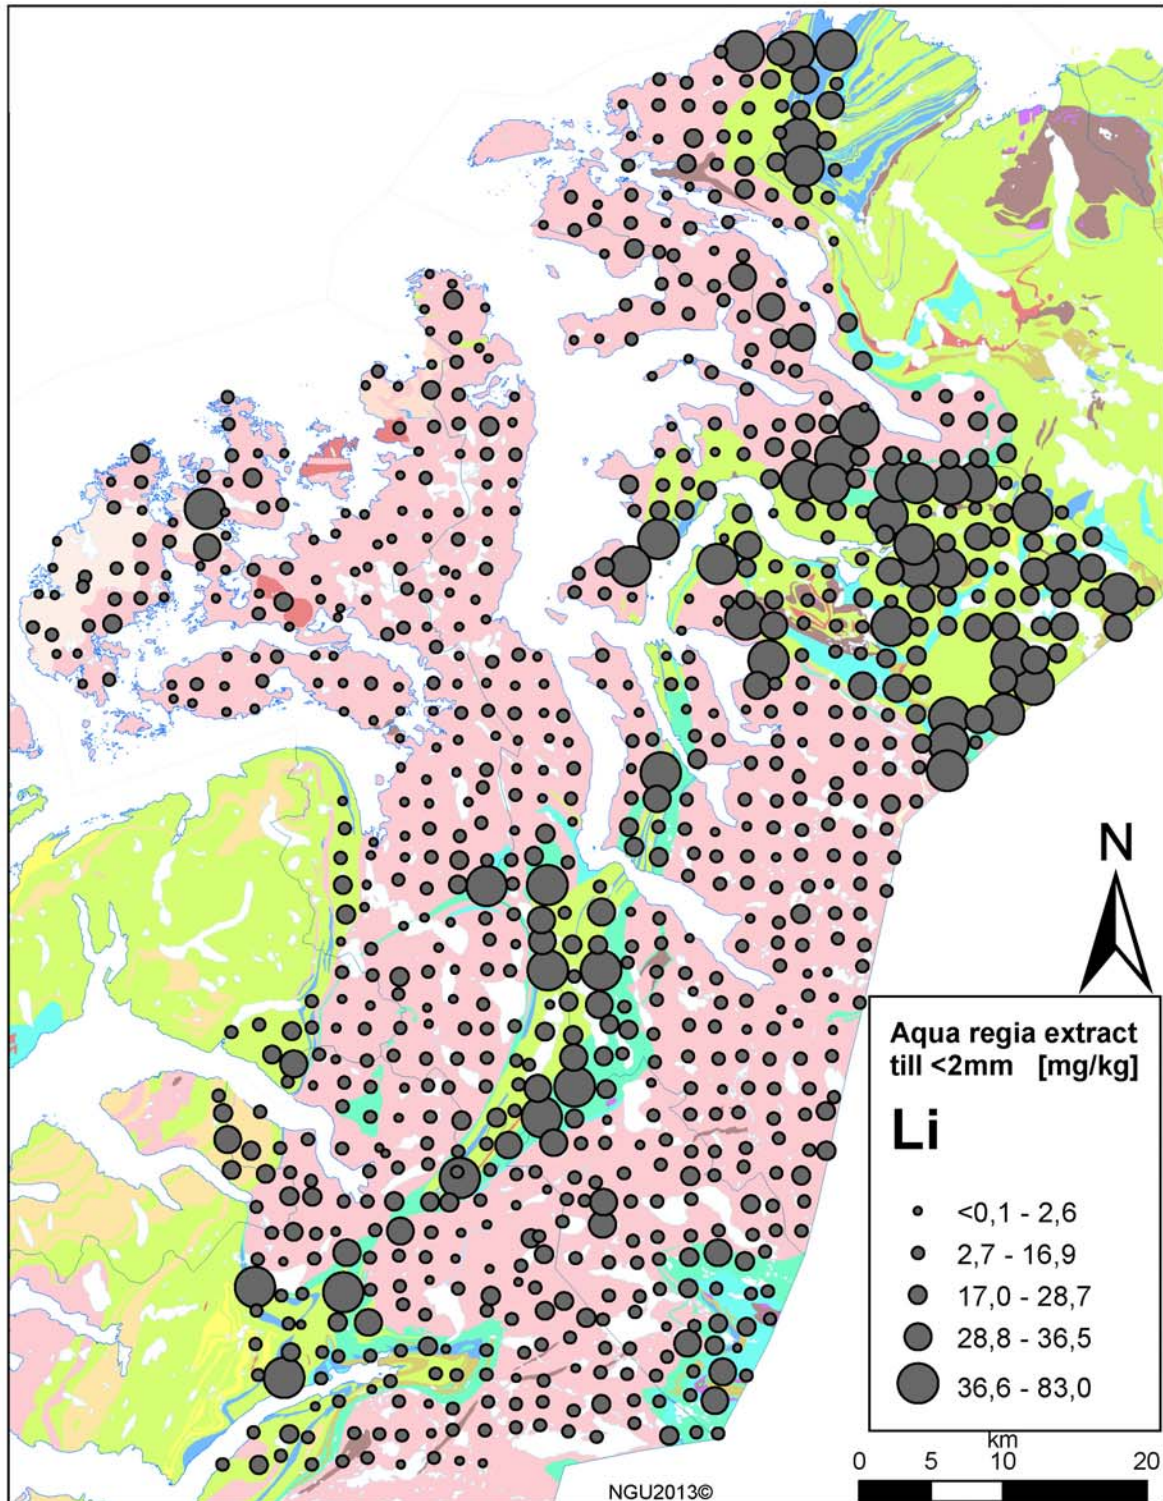 N
Aqua regia extract
till <2mm [mg/kg]
Li
<0,1 - 2,6
2,7 - 16,9
17,0 - 28,7
28,8 - 36,5
36,6 - 83,0
km
0 5 10 20
NGU2013©